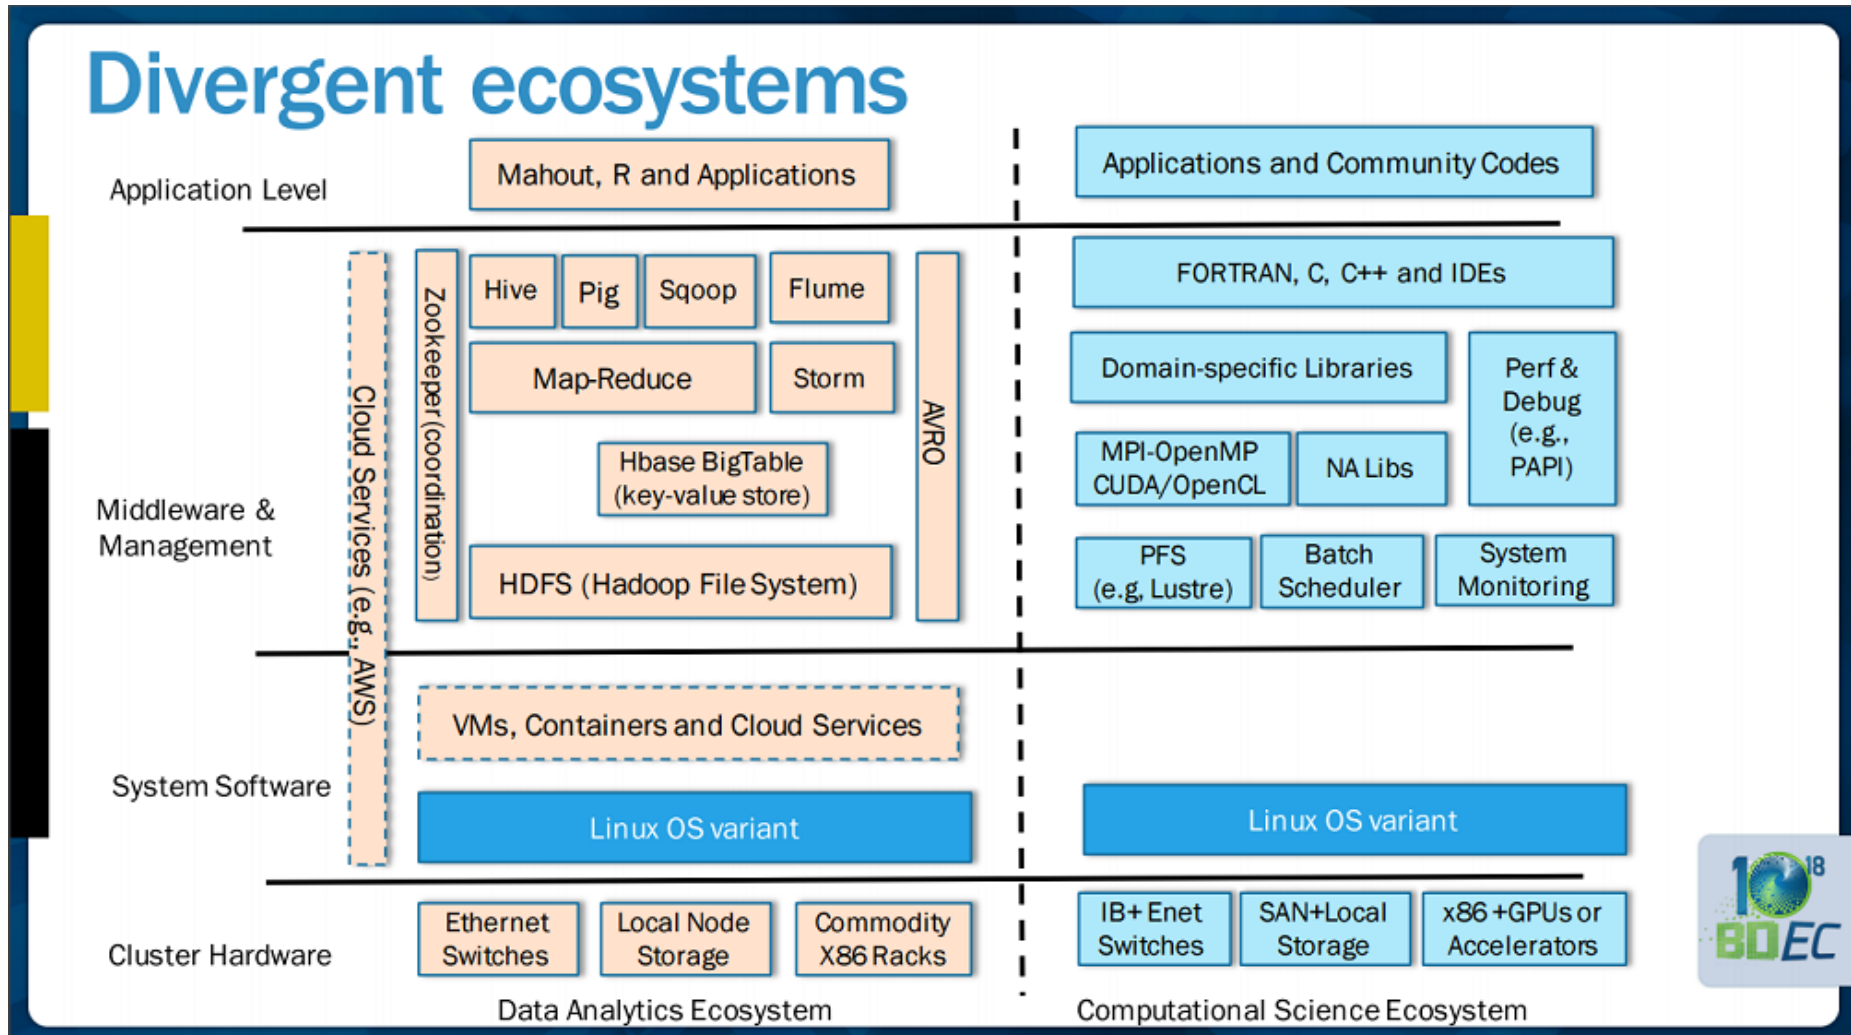 Divergent ecosystems
Application Level
Mahout, R and Applications
Applications and Community Codes
Middleware &
Management
Cloud Services (e.g., AWS)
Zookeeper (coordination)
Hive
Pig
Sqoop
Flume
Map-Reduce
Storm
Hbase BigTable
(key-value store)
HDFS (Hadoop File System)
AVRO
FORTRAN, C, C++ and IDEs
Domain-specific Libraries
Perf &
Debug
(e.g.,
PAPI)
MPI-OpenMP
CUDA/OpenCL
NA Libs
PFS
(e.g, Lustre)
Batch
Scheduler
System
Monitoring
System Software
VMs, Containers and Cloud Services
Linux OS variant
Linux OS variant
Cluster Hardware
Ethernet
Switches
Local Node
Storage
Commodity
X86 Racks
IB+ Enet
Switches
SAN+Local
Storage
x86 +GPUs or
Accelerators
Data Analytics Ecosystem
Computational Science Ecosystem
10 18
BDEC